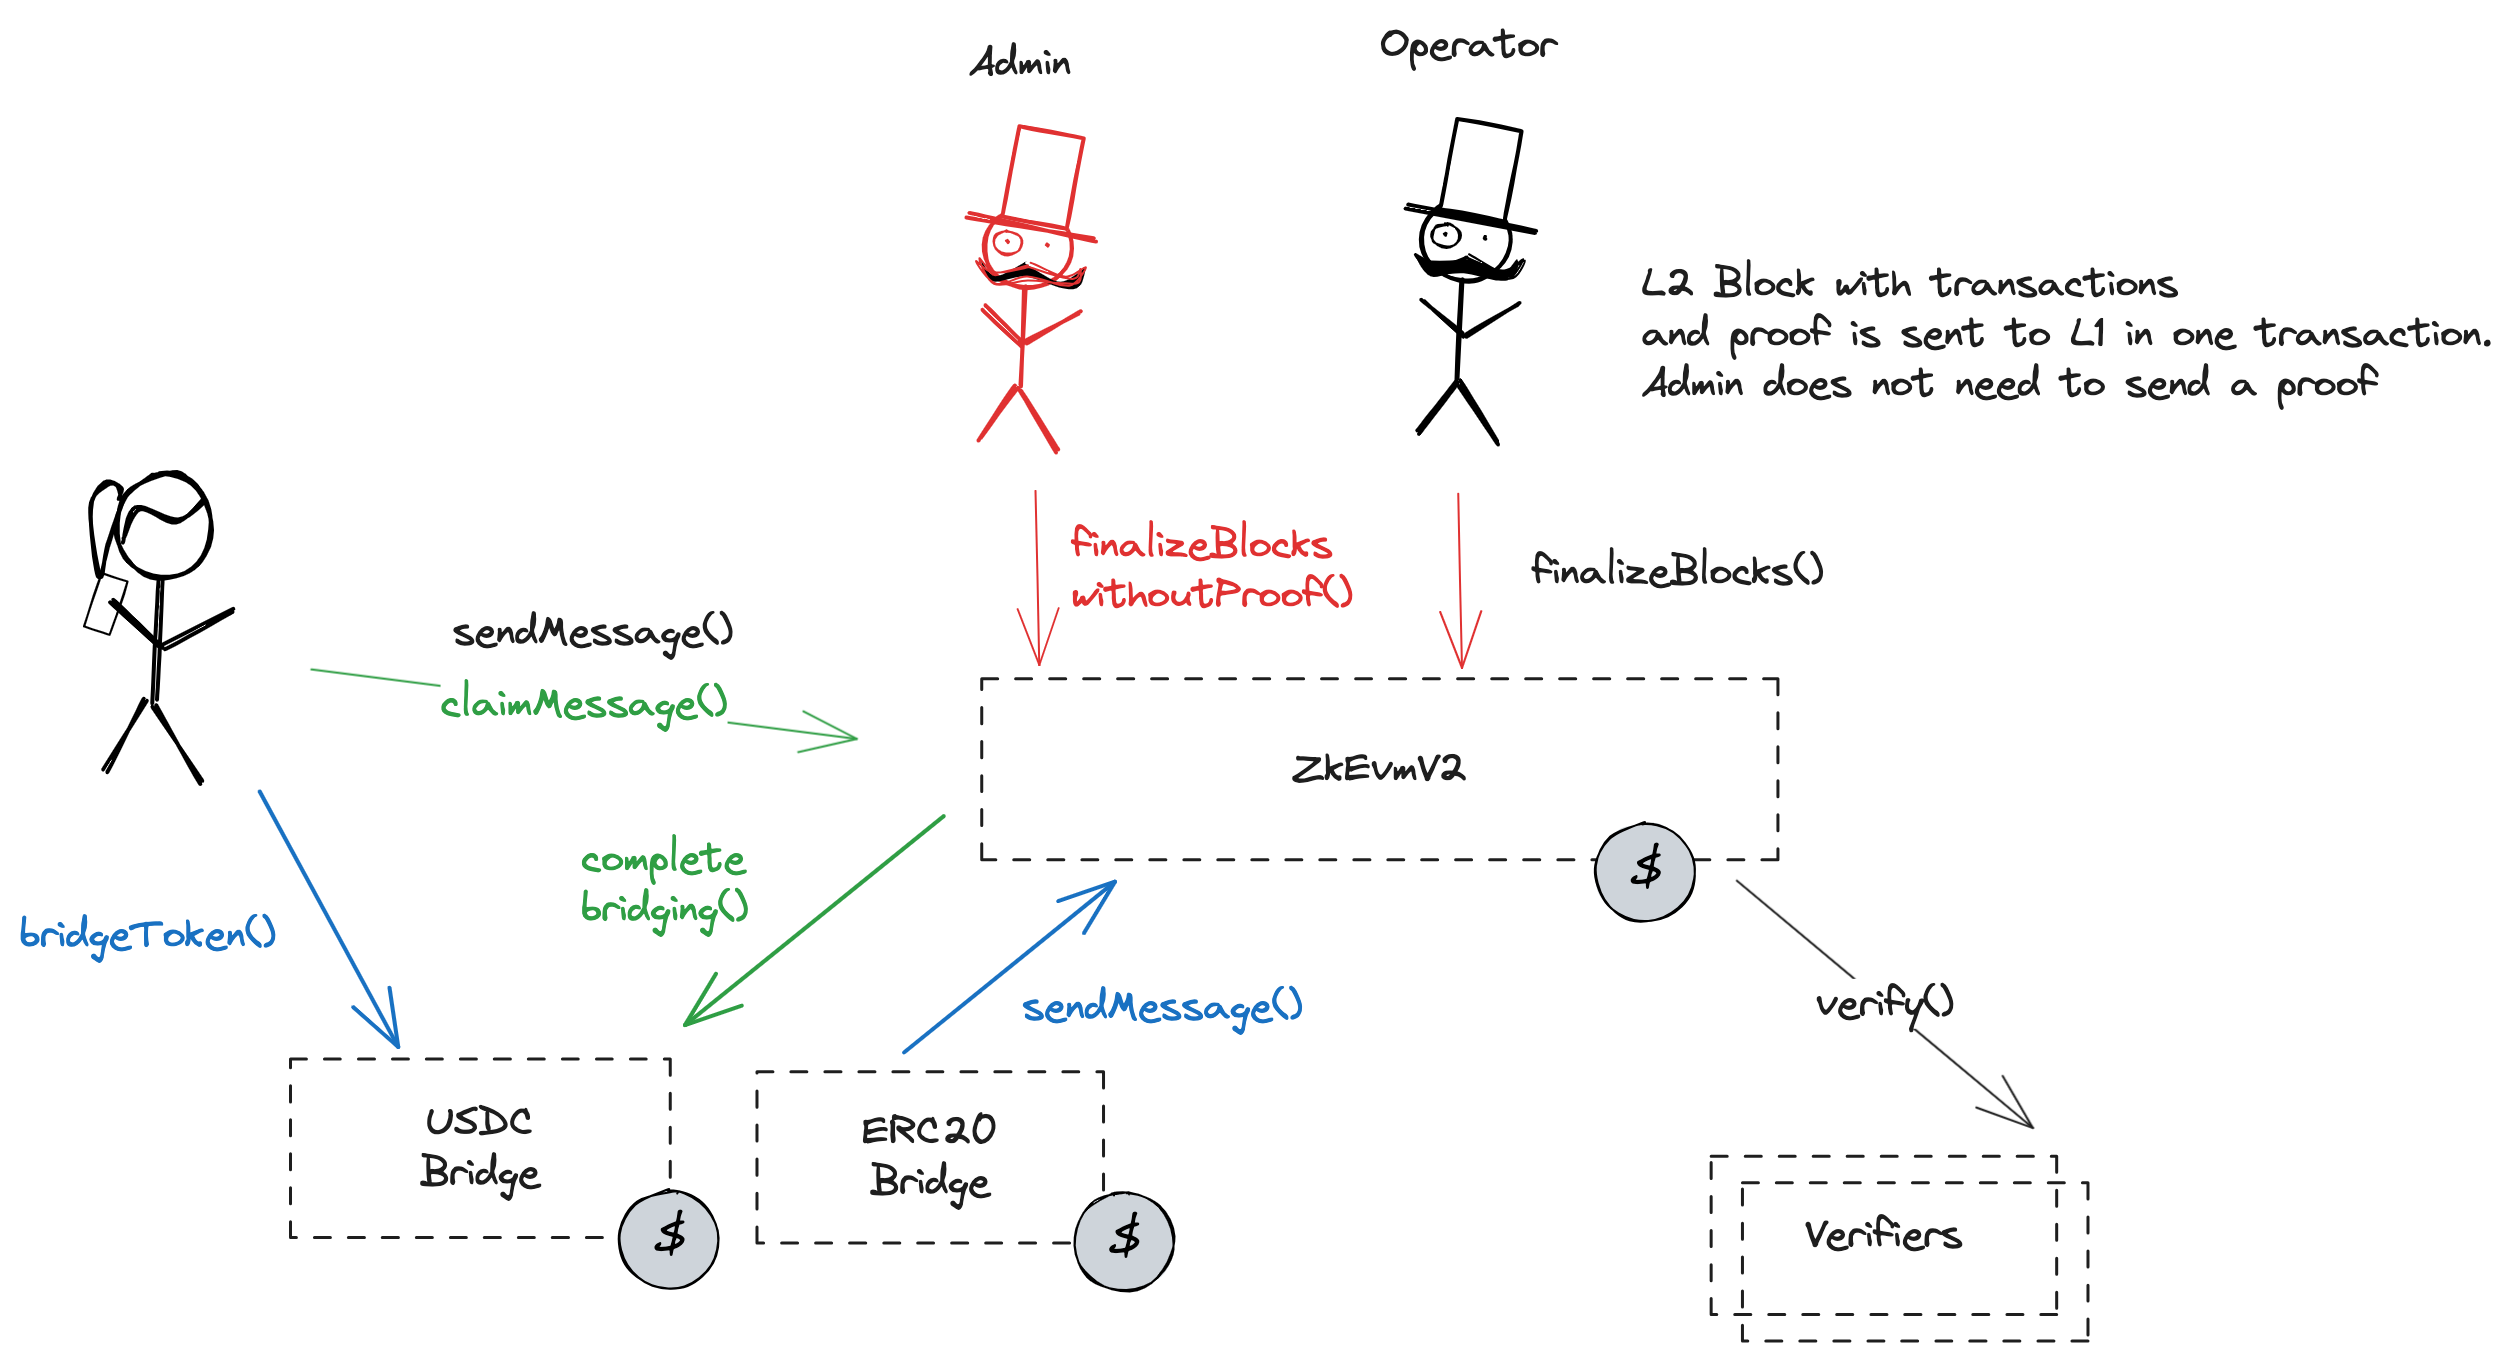 Admin
Operator
L2 Block with transactions
and proof is sent to L1 in one transaction.
Admin does not need to send a proof
finalizeBlocks
withoutProof()
finalizeBlocks()
sendMessage()
claimMessage()
ZkEvmV2
$
complete
bridging()
bridgeToken()
sendMessage()
verify()
USDC
Bridge
$
ERC20
Bridge
$
Verifiers